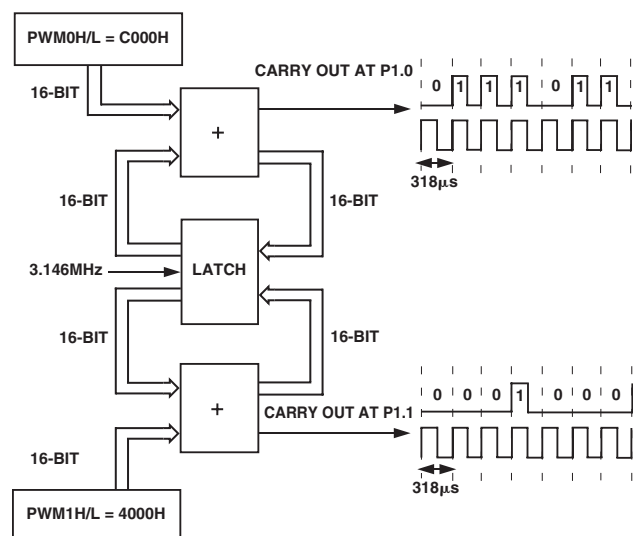 PWM0H/L = C000H
16-BIT
CARRY OUT AT P1.0
0 1 1 1 0 1 1
+
318μs
16-BIT
16-BIT
3.146MHz
LATCH
16-BIT
16-BIT
0 0 0 1 0 0 0
+
CARRY OUT AT P1.1
16-BIT
318μs
PWM1H/L = 4000H